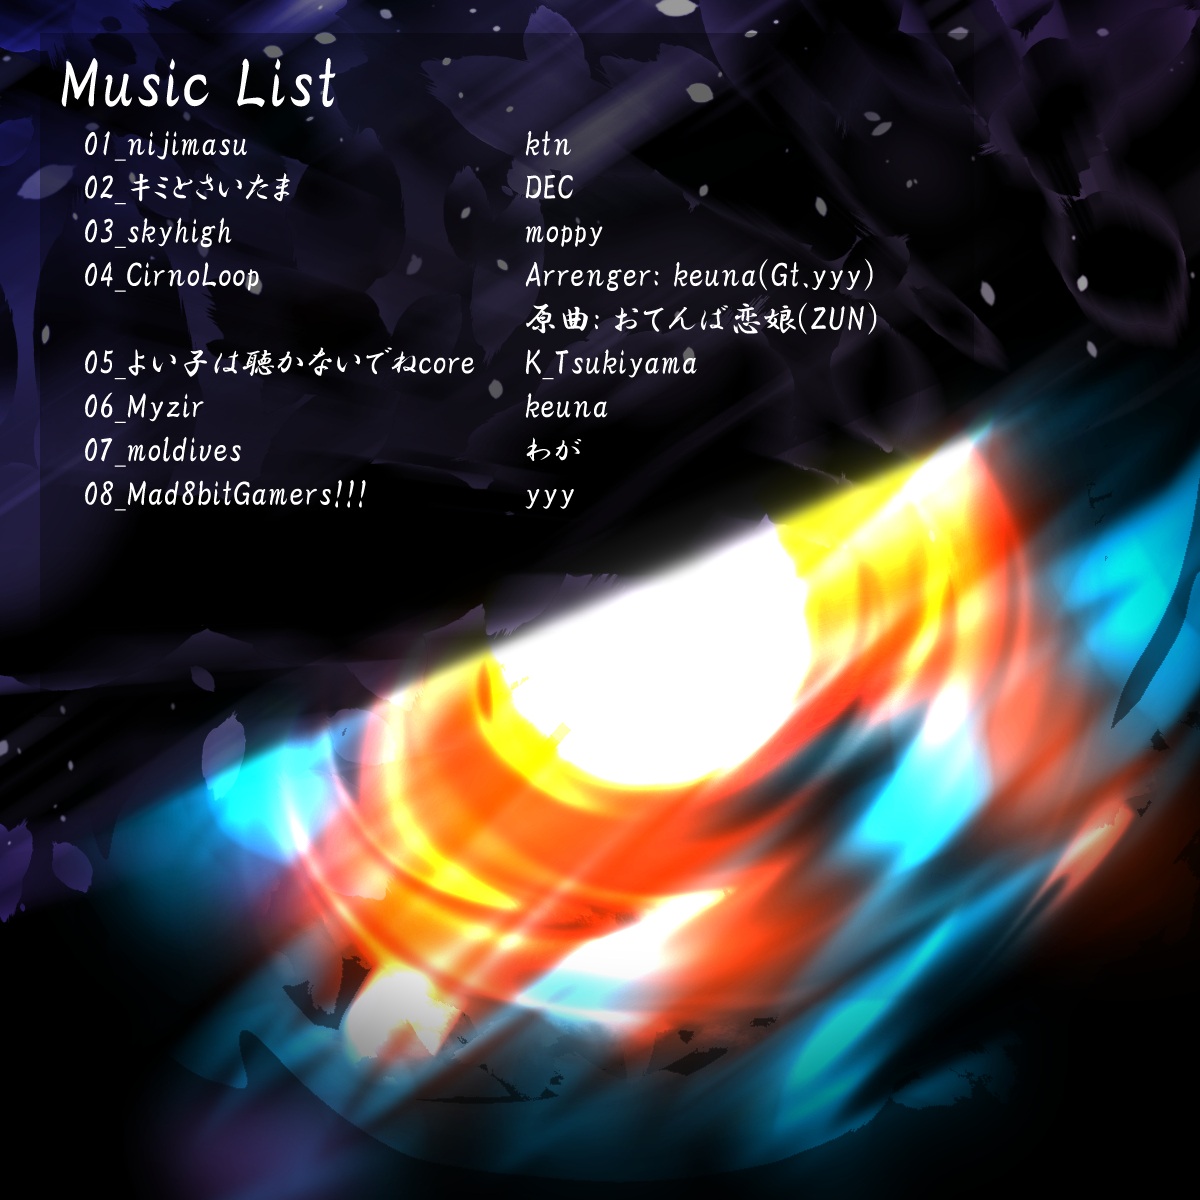 Music List
01_nijimasu ktn
02_キミとさいたま DEC
03_skyhigh moppy
04_CirnoLoop Arrenger: keuna(Gt.yyy)
原曲: おてんば恋娘(ZUN)
05_よい子は聴かないでねcore K_Tsukiyama
06_Myzir keuna
07_moldives わが
08_Mad8bitGamers!!! yyy